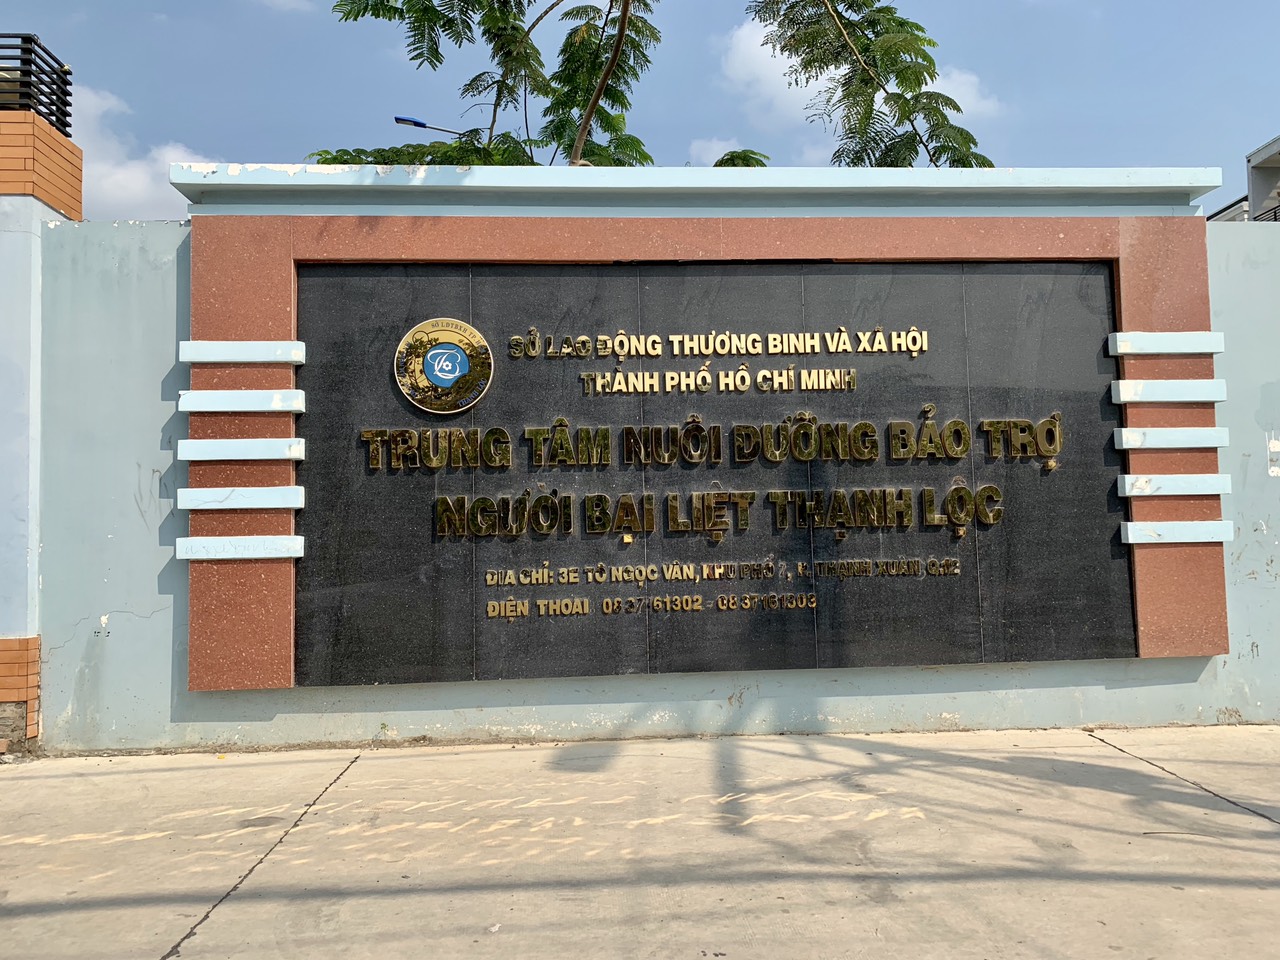 SỞ LAO ĐỘNG THƯƠNG BINH VÀ XÃ HỘI
THÀNH PHỐ HỒ CHÍ MINH
TRUNG TÂM NUÔI DƯỠNG BẢO TRỢ
NGƯỜI BẠI LIỆT THẠNH LỘC
ĐỊA CHỈ: 3E TÔ NGỌC VÂN, KHU PHỐ 7, P. THẠNH XUÂN Q.12
ĐIỆN THOẠI 08 37161302 - 08 37161303